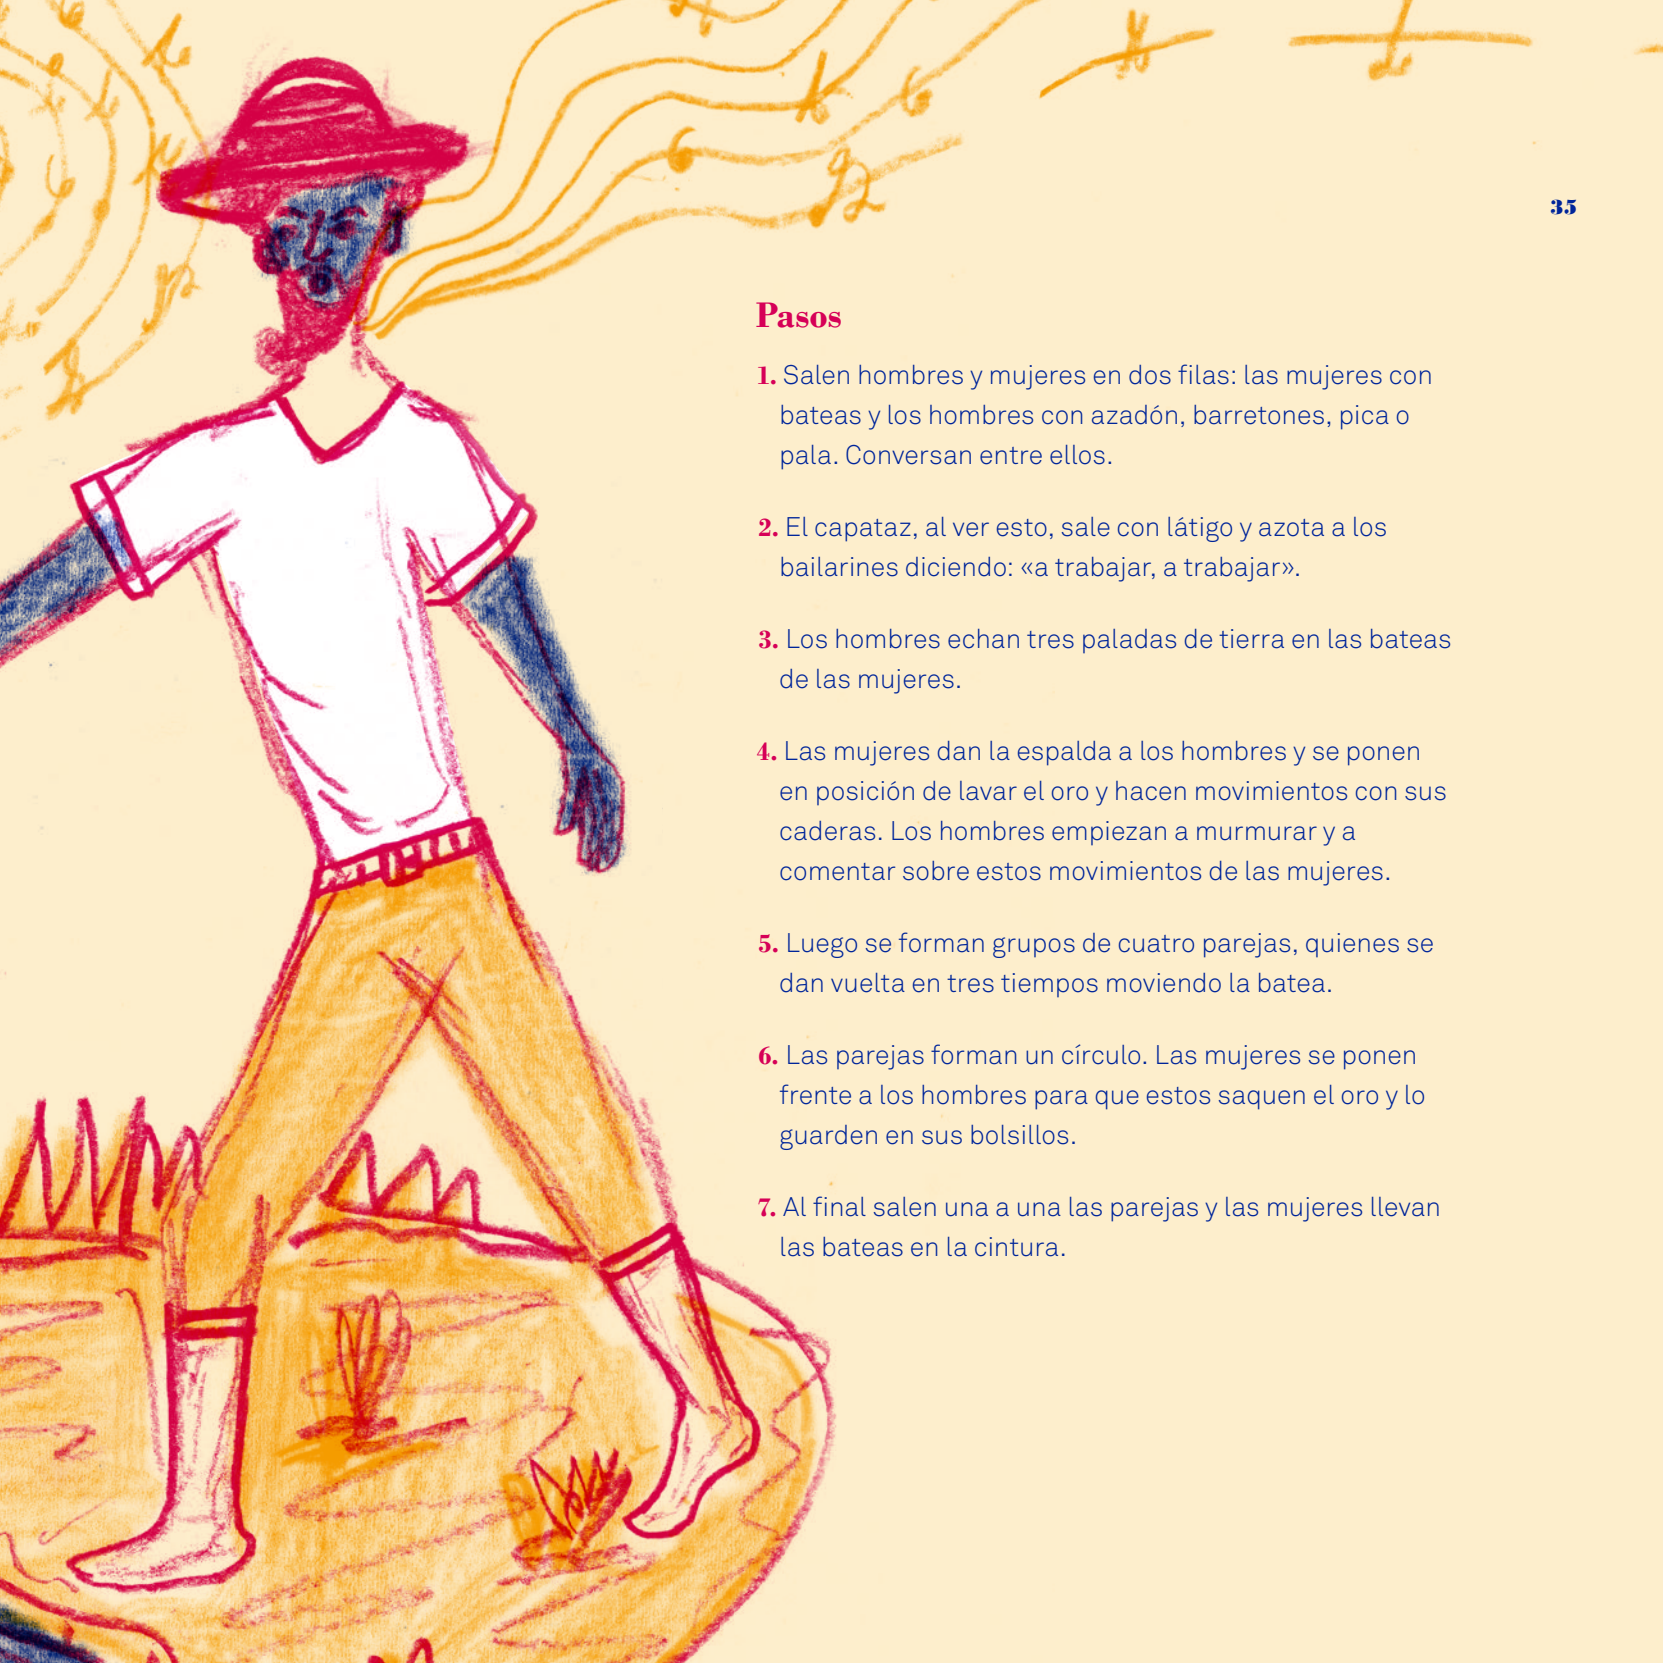 35
Pasos
1. Salen hombres y mujeres en dos filas: las mujeres con
bateas y los hombres con azadón, barretones, pica o
pala. Conversan entre ellos.
2. El capataz, al ver esto, sale con látigo y azota a los
bailarines diciendo: «a trabajar, a trabajar».
3. Los hombres echan tres paladas de tierra en las bateas
de las mujeres.
4. Las mujeres dan la espalda a los hombres y se ponen
en posición de lavar el oro y hacen movimientos con sus
caderas. Los hombres empiezan a murmurar y a
comentar sobre estos movimientos de las mujeres.
5. Luego se forman grupos de cuatro parejas, quienes se
dan vuelta en tres tiempos moviendo la batea.
6. Las parejas forman un círculo. Las mujeres se ponen
frente a los hombres para que estos saquen el oro y lo
guarden en sus bolsillos.
7. Al final salen una a una las parejas y las mujeres llevan
las bateas en la cintura.